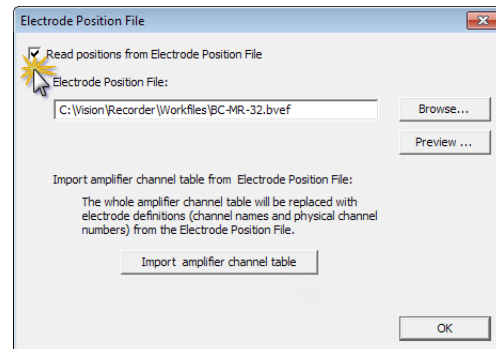 Electrode Position File
Read positions from Electrode Position File
Electrode Position File:
C:\Vision\Recorder\Workfiles\BC-MR-32.bvef
Browse...
Preview ...
Import amplifier channel table from Electrode Position File:
The whole amplifier channel table will be replaced with
electrode definitions (channel names and physical channel
numbers) from the Electrode Position File.
Import amplifier channel table
OK